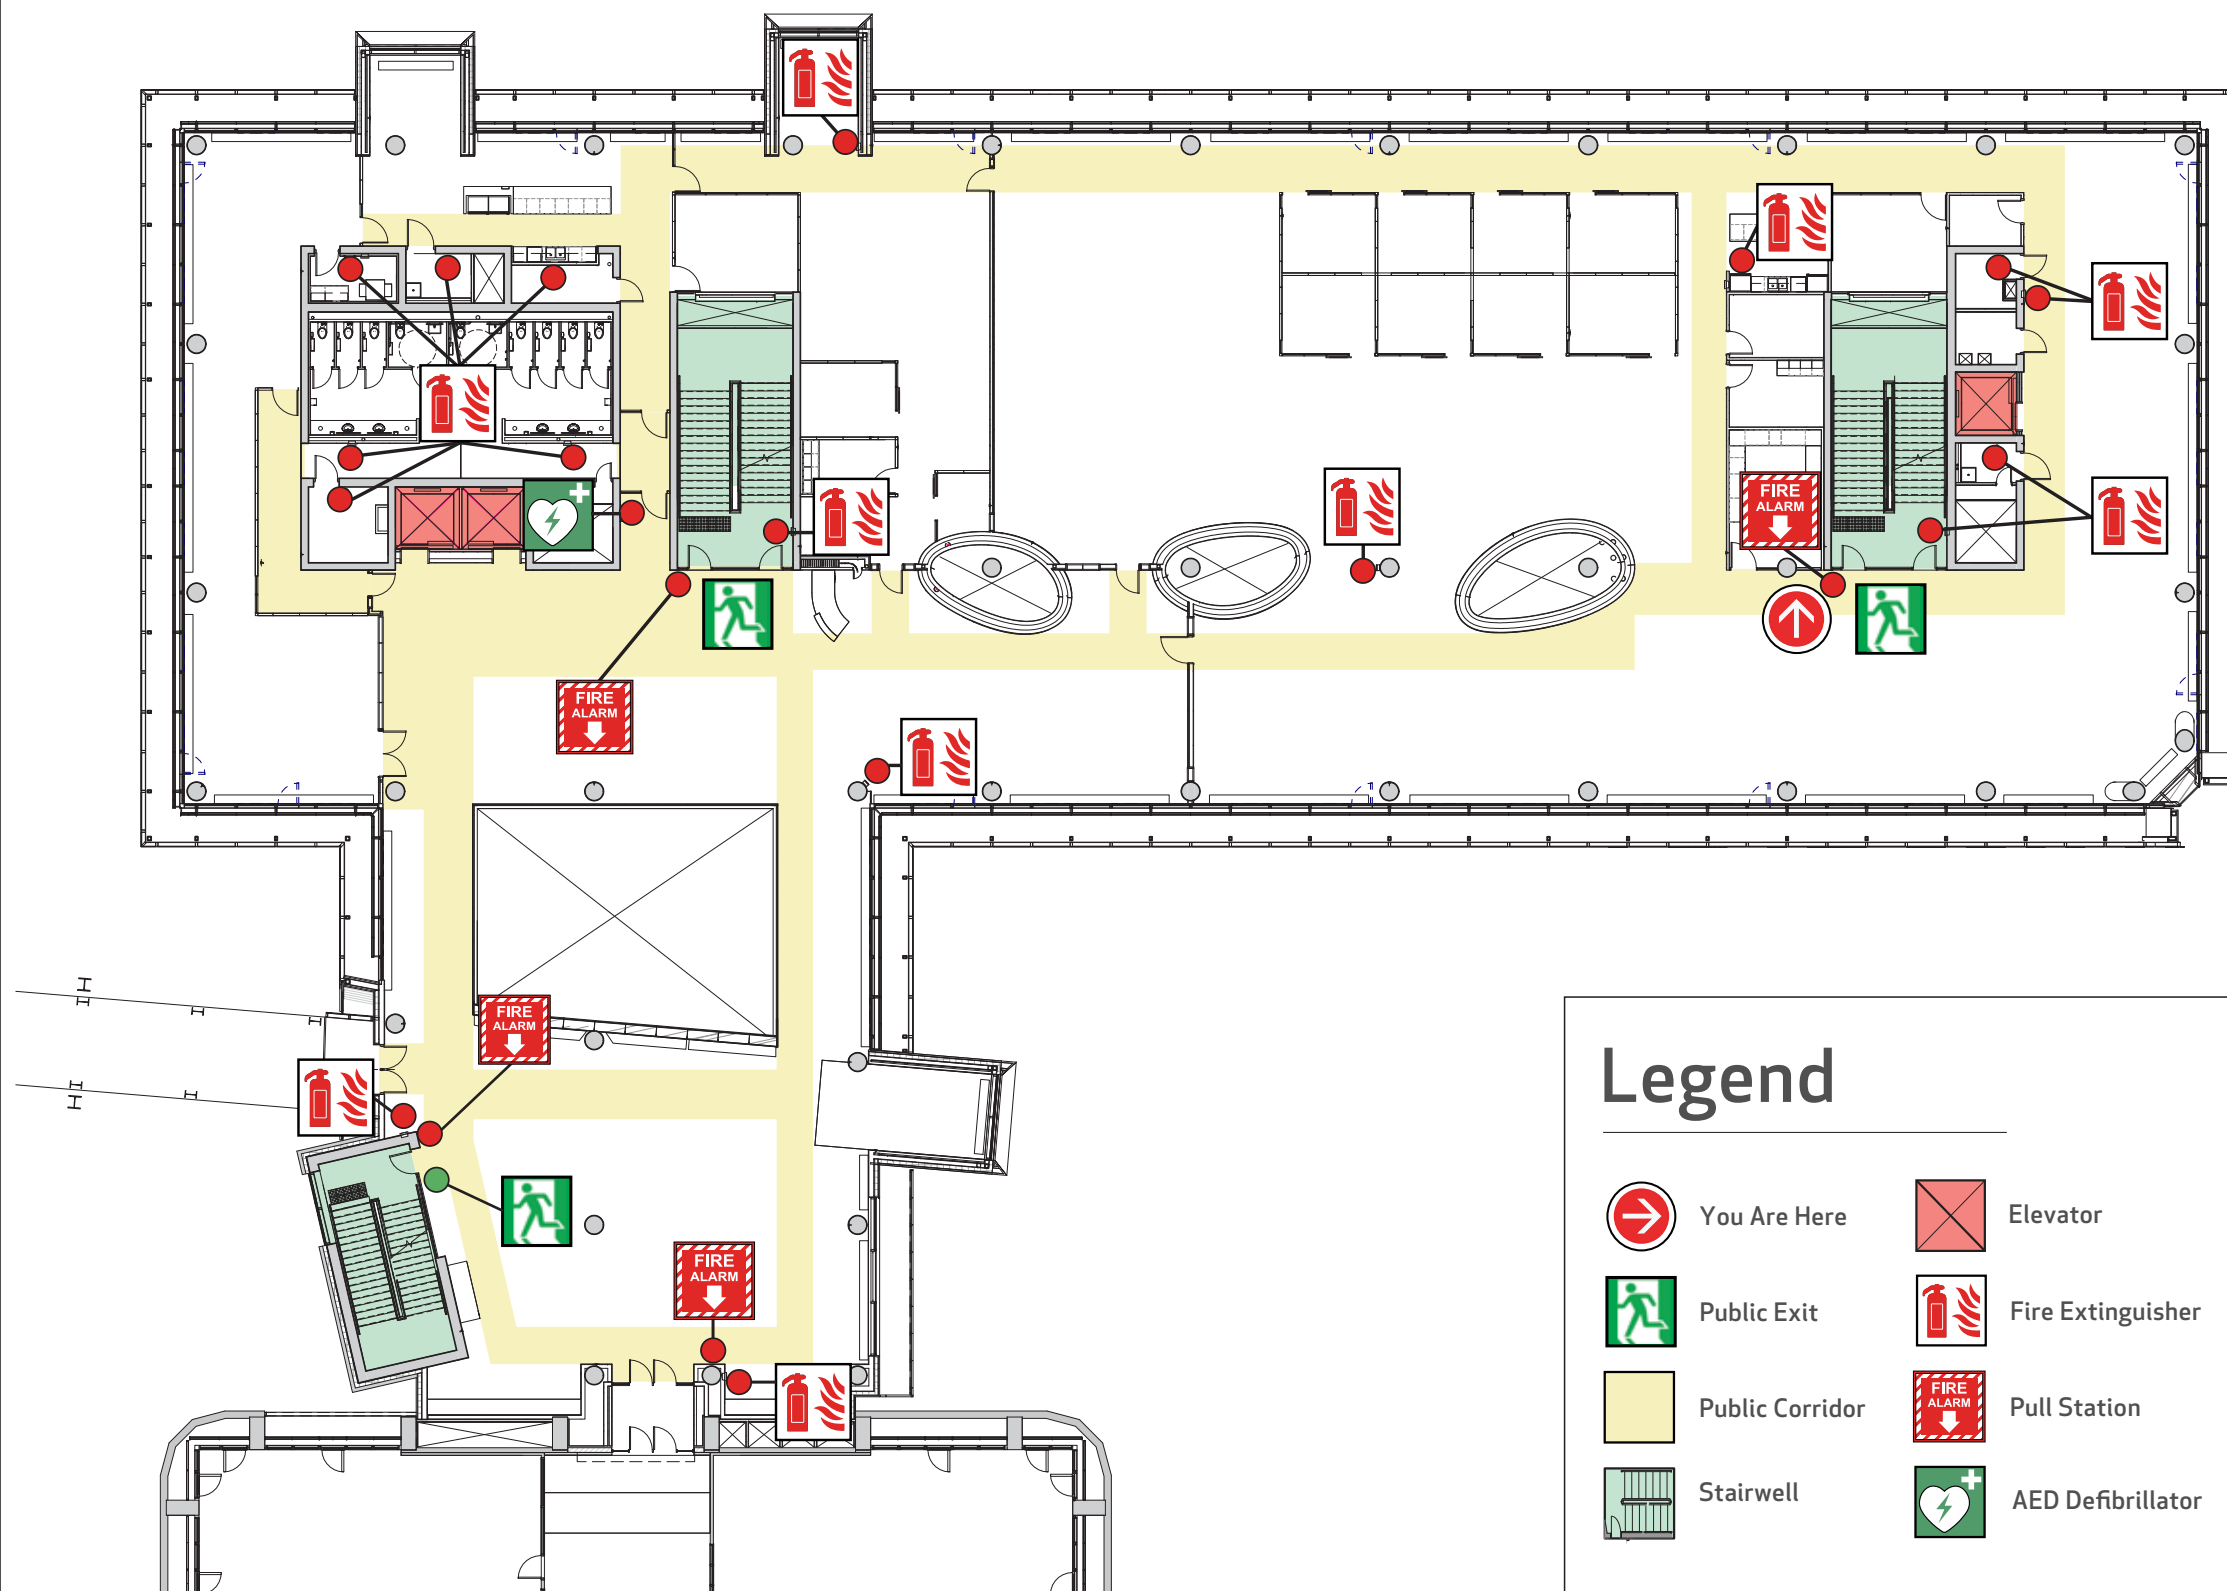 FIRE
ALARM
FIRE
ALARM
FIRE
ALARM
FIRE
ALARM
Legend
You Are Here
Elevator
Public Exit
Fire Extinguisher
Public Corridor
FIRE
ALARM
Pull Station
Stairwell
AED Defibrillator